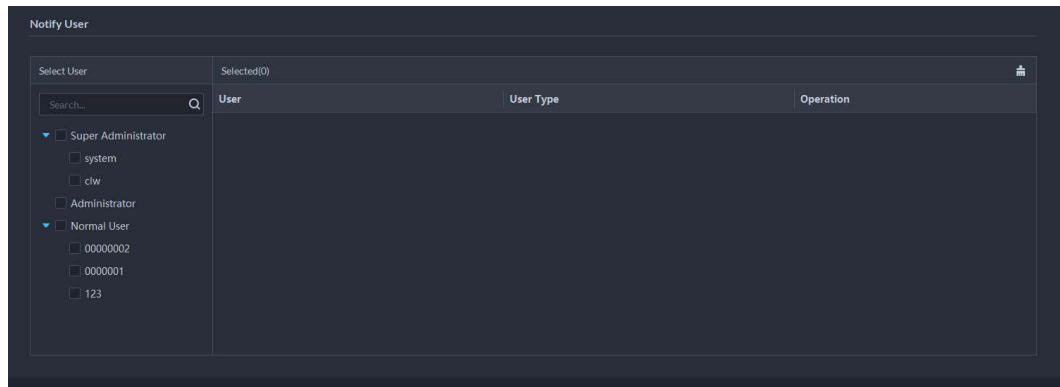 Notify User
Select User
Selected(0)
Search...
User
User Type
Operation
Super Administrator
system
clw
Administrator
Normal User
00000002
0000001
123